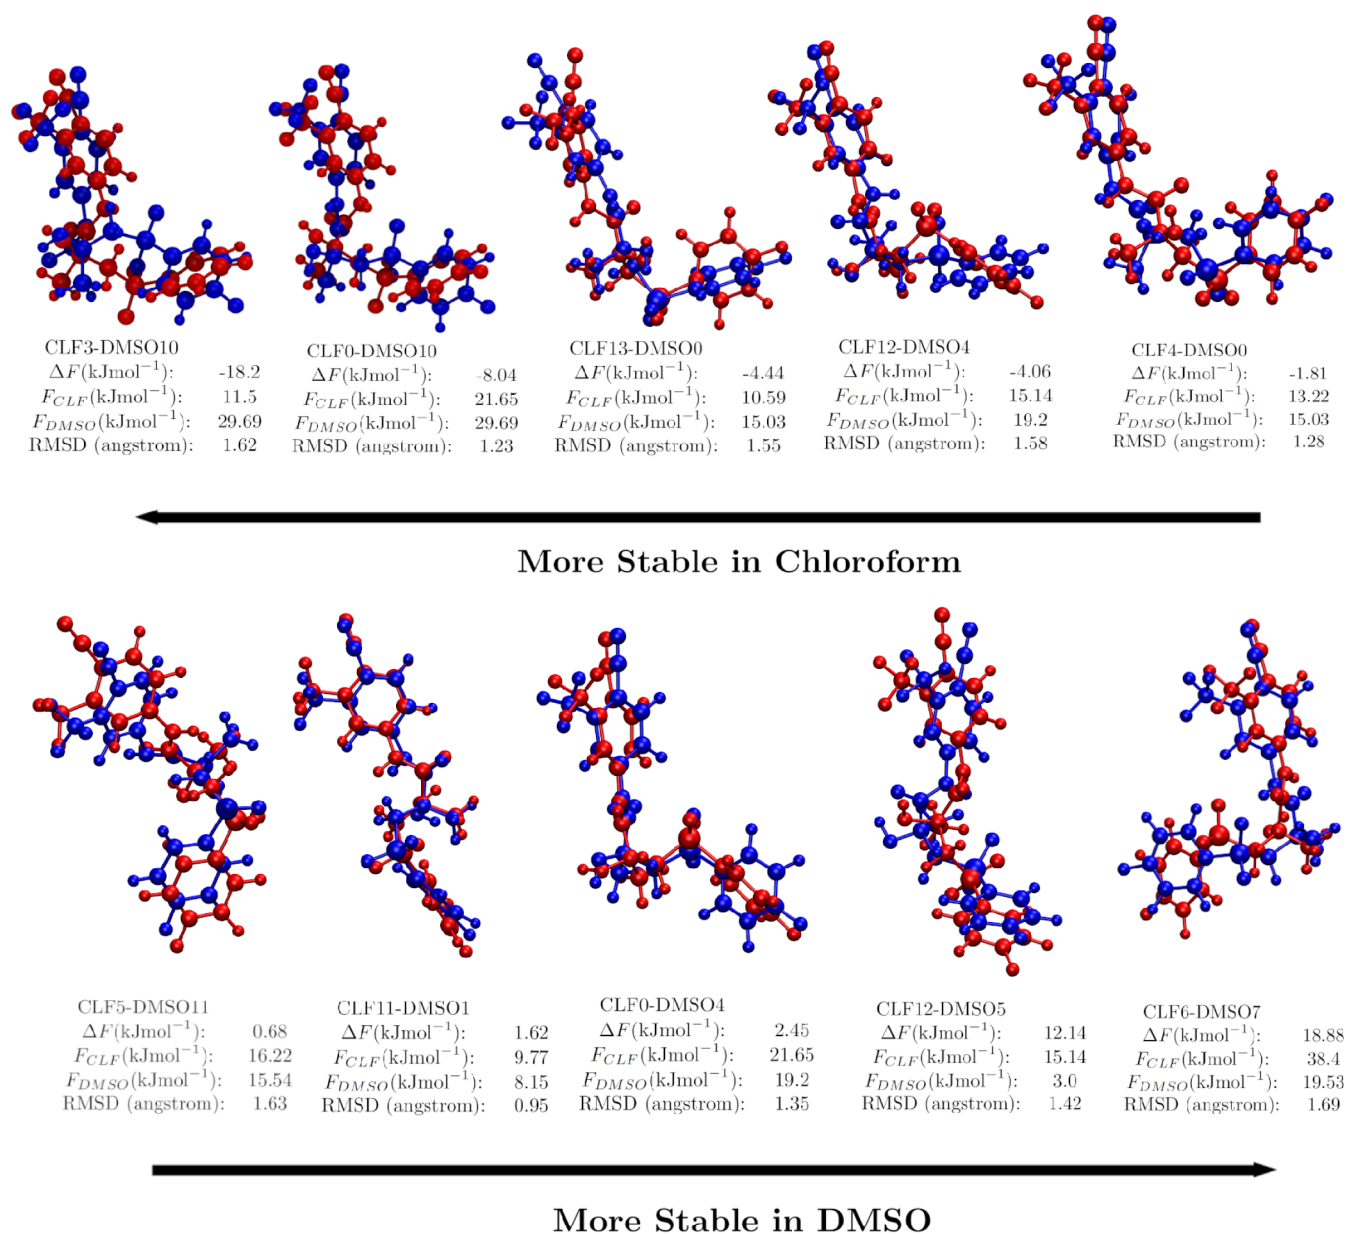 CLF3-DMSO10 CLF0-DMSO10 CLF13-DMSO0 CLF12-DMSO4 CLF4-DMSO0
ΔF(kJmol⁻¹): -18.2 ΔF(kJmol⁻¹): -8.04 ΔF(kJmol⁻¹): -4.44 ΔF(kJmol⁻¹): -4.06 ΔF(kJmol⁻¹): -1.81
F_CLF(kJmol⁻¹): 11.5 F_CLF(kJmol⁻¹): 21.65 F_CLF(kJmol⁻¹): 10.59 F_CLF(kJmol⁻¹): 15.14 F_CLF(kJmol⁻¹): 13.22
F_DMSO(kJmol⁻¹): 29.69 F_DMSO(kJmol⁻¹): 29.69 F_DMSO(kJmol⁻¹): 15.03 F_DMSO(kJmol⁻¹): 19.2 F_DMSO(kJmol⁻¹): 15.03
RMSD (angstrom): 1.62 RMSD (angstrom): 1.23 RMSD (angstrom): 1.55 RMSD (angstrom): 1.58 RMSD (angstrom): 1.28
More Stable in Chloroform
CLF5-DMSO11 CLF11-DMSO1 CLF0-DMSO4 CLF12-DMSO5 CLF6-DMSO7
ΔF(kJmol⁻¹): 0.68 ΔF(kJmol⁻¹): 1.62 ΔF(kJmol⁻¹): 2.45 ΔF(kJmol⁻¹): 12.14 ΔF(kJmol⁻¹): 18.88
F_CLF(kJmol⁻¹): 16.22 F_CLF(kJmol⁻¹): 9.77 F_CLF(kJmol⁻¹): 21.65 F_CLF(kJmol⁻¹): 15.14 F_CLF(kJmol⁻¹): 38.4
F_DMSO(kJmol⁻¹): 15.54 F_DMSO(kJmol⁻¹): 8.15 F_DMSO(kJmol⁻¹): 19.2 F_DMSO(kJmol⁻¹): 3.0 F_DMSO(kJmol⁻¹): 19.53
RMSD (angstrom): 1.63 RMSD (angstrom): 0.95 RMSD (angstrom): 1.35 RMSD (angstrom): 1.42 RMSD (angstrom): 1.69
More Stable in DMSO